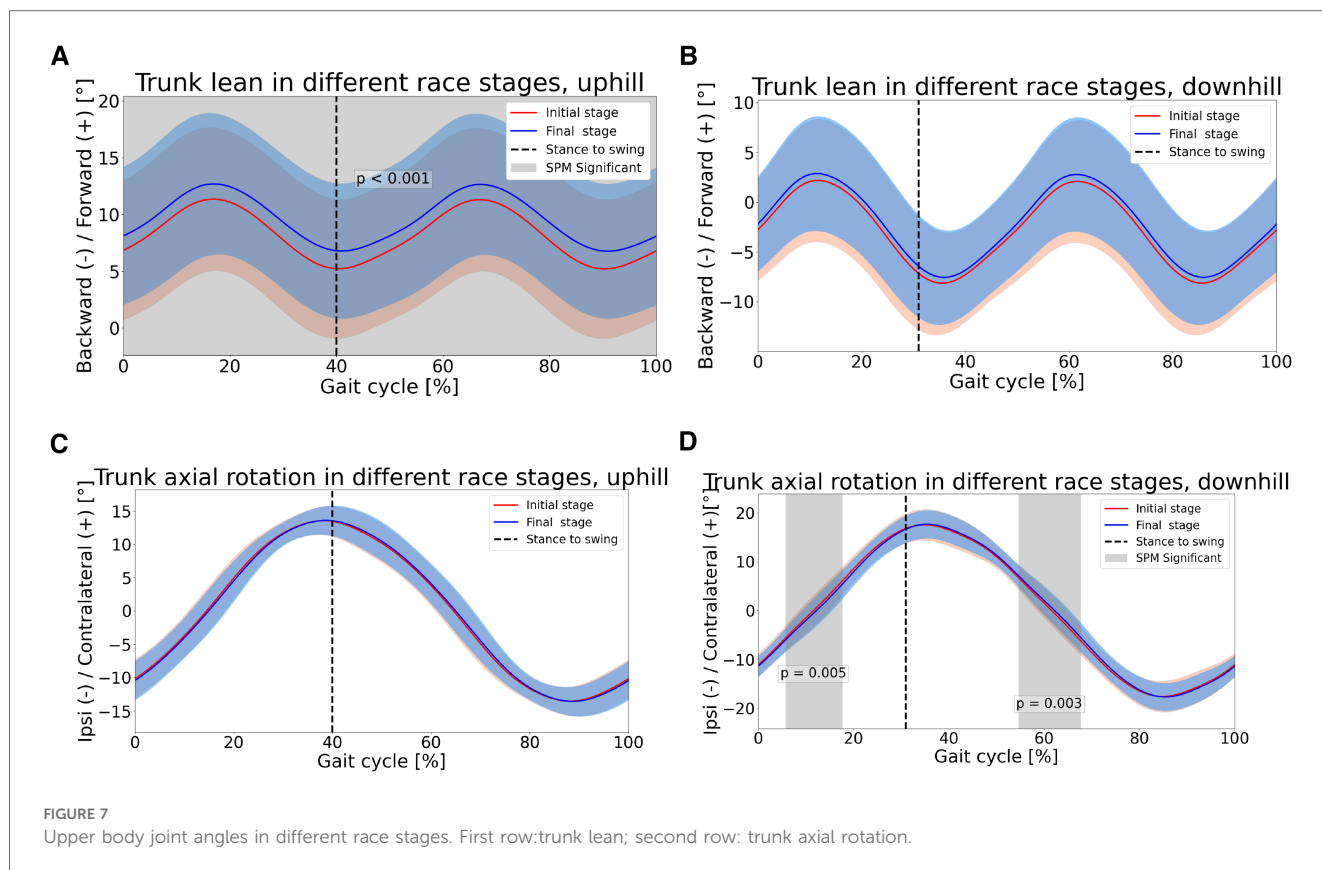 A
Trunk lean in different race stages, uphill
Backward (-) / Forward (+) [°]
20
15
10
5
0
Initial stage
Final stage
Stance to swing
SPM Significant
p < 0.001
0 20 40 60 80 100
Gait cycle [%]
B
Trunk lean in different race stages, downhill
Backward (-) / Forward (+) [°]
10
5
0
−5
−10
Initial stage
Final stage
Stance to swing
0 20 40 60 80 100
Gait cycle [%]
C
Trunk axial rotation in different race stages, uphill
Ipsi (-) / Contralateral (+) [°]
15
10
5
0
−5
−10
−15
Initial stage
Final stage
Stance to swing
0 20 40 60 80 100
Gait cycle [%]
D
Trunk axial rotation in different race stages, downhill
Ipsi (-) / Contralateral (+)[°]
20
10
0
−10
−20
Initial stage
Final stage
Stance to swing
SPM Significant
p = 0.005
p = 0.003
0 20 40 60 80 100
Gait cycle [%]
FIGURE 7
Upper body joint angles in different race stages. First row:trunk lean; second row: trunk axial rotation.